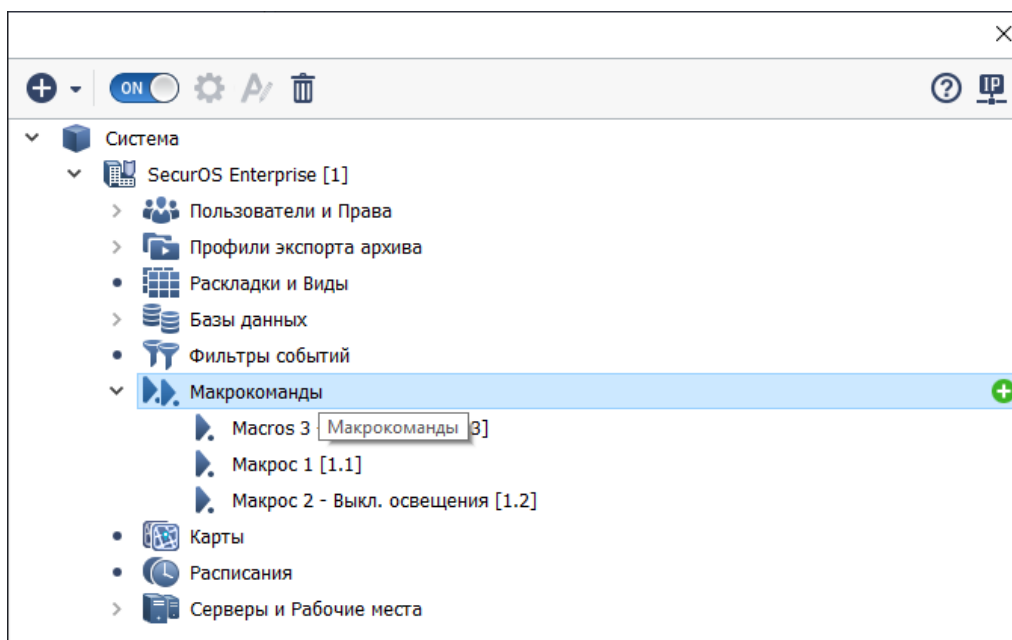 ON
IP
Система
SecurOS Enterprise [1]
Пользователи и Права
Профили экспорта архива
Раскладки и Виды
Базы данных
Фильтры событий
Макрокоманды
Macros 3 Макрокоманды 3]
Макрос 1 [1.1]
Макрос 2 - Выкл. освещения [1.2]
Карты
Расписания
Серверы и Рабочие места